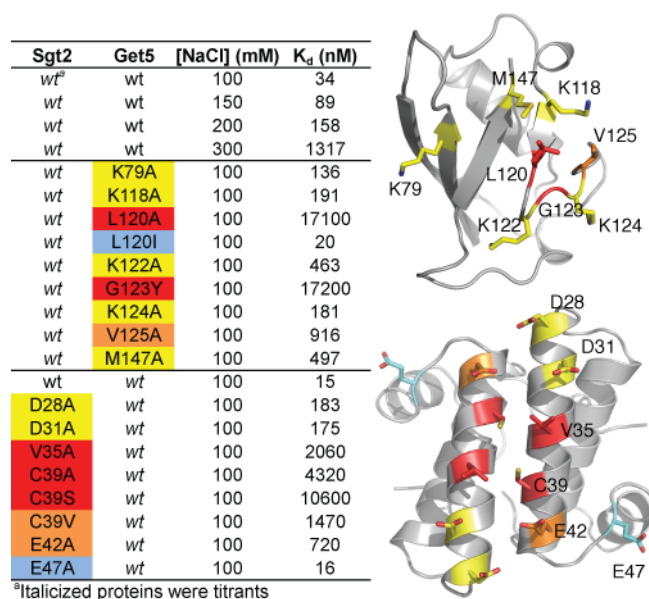 Sgt2 Get5 [NaCl] (mM) Kd (nM)
wtᵃ wt 100 34
wt wt 150 89
wt wt 200 158
wt wt 300 1317
wt K79A 100 136
wt K118A 100 191
wt L120A 100 17100
wt L120I 100 20
wt K122A 100 463
wt G123Y 100 17200
wt K124A 100 181
wt V125A 100 916
wt M147A 100 497
wt wt 100 15
D28A wt 100 183
D31A wt 100 175
V35A wt 100 2060
C39A wt 100 4320
C39S wt 100 10600
C39V wt 100 1470
E42A wt 100 720
E47A wt 100 16
ᵃItalicized proteins were titrants
M147
K118
V125
K79
L120
G123
K122
K124
D28
D31
V35
C39
E42
E47